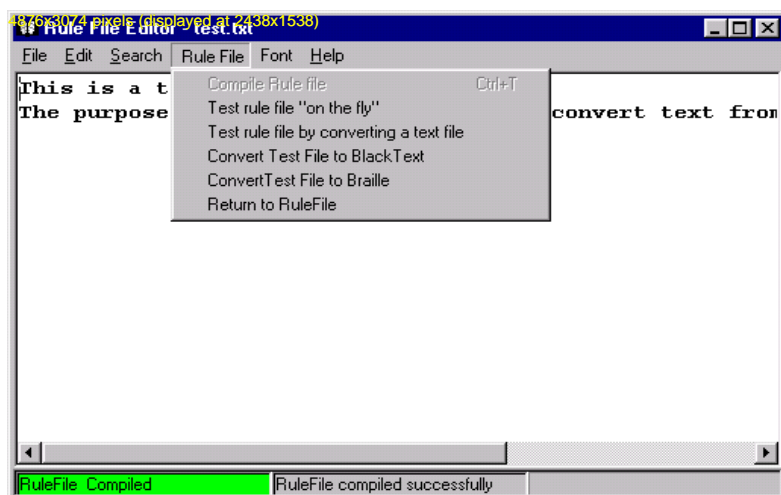 4876x3074 pixels (displayed at 2438x1538)
Rule File Editor - test.txt
File Edit Search Rule File Font Help
This is a t
The purpose convert text from
Compile Rule file Ctrl+T
Test rule file "on the fly"
Test rule file by converting a text file
Convert Test File to BlackText
ConvertTest File to Braille
Return to RuleFile
RuleFile Compiled RuleFile compiled successfully